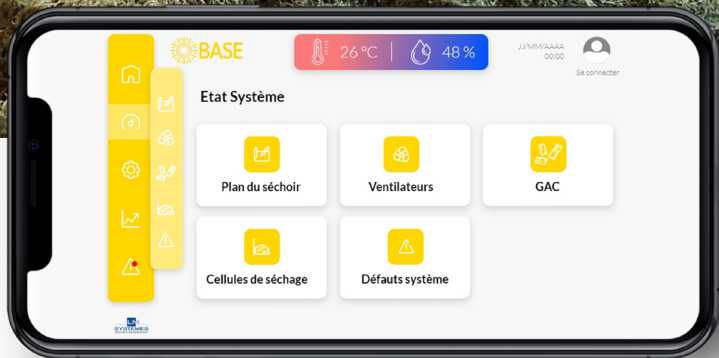 BASE
26 °C | 48 %
JJ/MM/AAAA
00:00
Se connecter
Etat Système
Plan du séchoir
Ventilateurs
GAC
Cellules de séchage
Défauts système
SYSTEMES